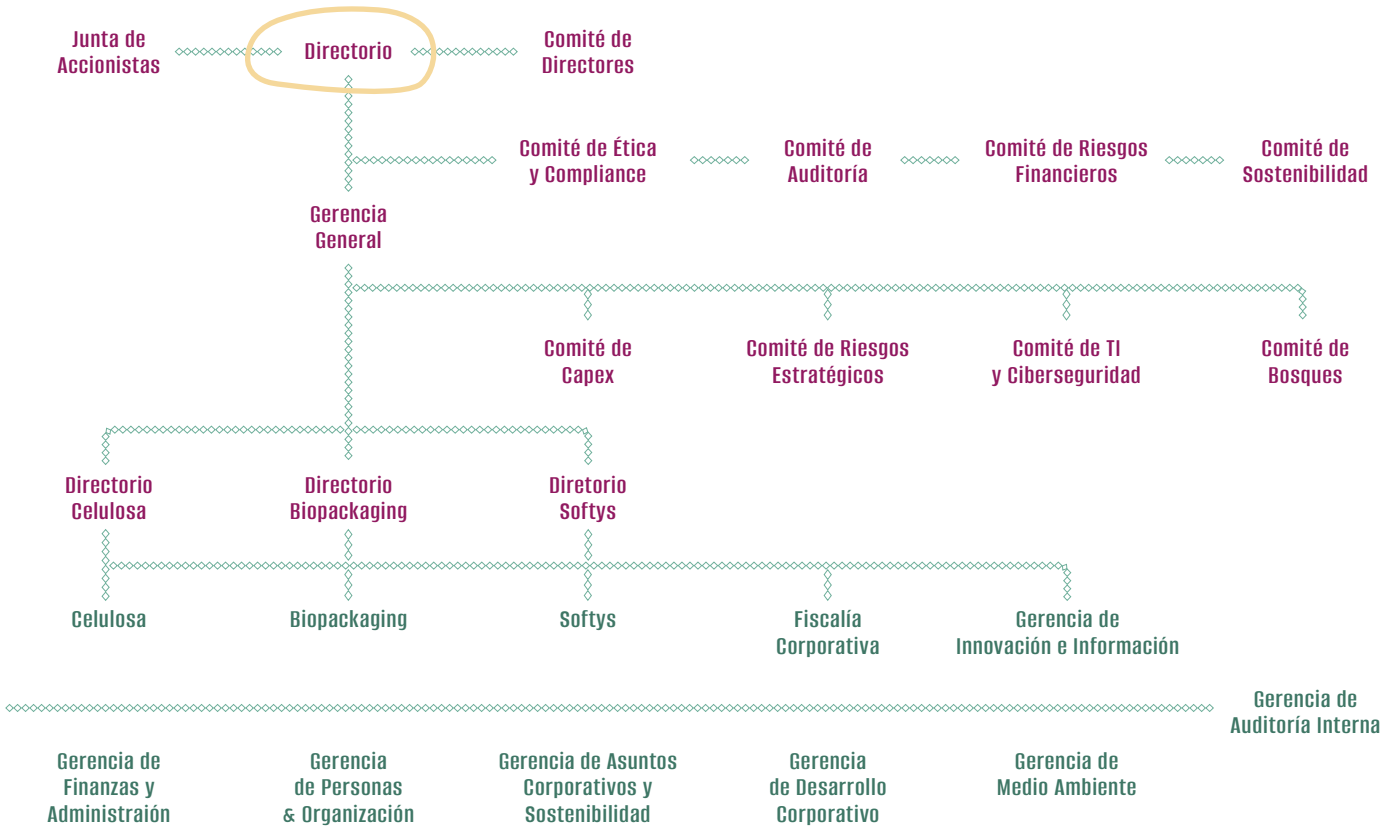 Junta de
Accionistas
Directorio
Comité de
Directores
Comité de Ética
y Compliance
Comité de
Auditoría
Comité de Riesgos
Financieros
Comité de
Sostenibilidad
Gerencia
General
Comité de
Capex
Comité de Riesgos
Estratégicos
Comité de TI
y Ciberseguridad
Comité de
Bosques
Directorio
Celulosa
Directorio
Biopackaging
Diretorio
Softys
Celulosa
Biopackaging
Softys
Fiscalía
Corporativa
Gerencia de
Innovación e Información
Gerencia de
Auditoría Interna
Gerencia de
Finanzas y
Administraión
Gerencia
de Personas
& Organización
Gerencia de Asuntos
Corporativos y
Sostenibilidad
Gerencia
de Desarrollo
Corporativo
Gerencia de
Medio Ambiente